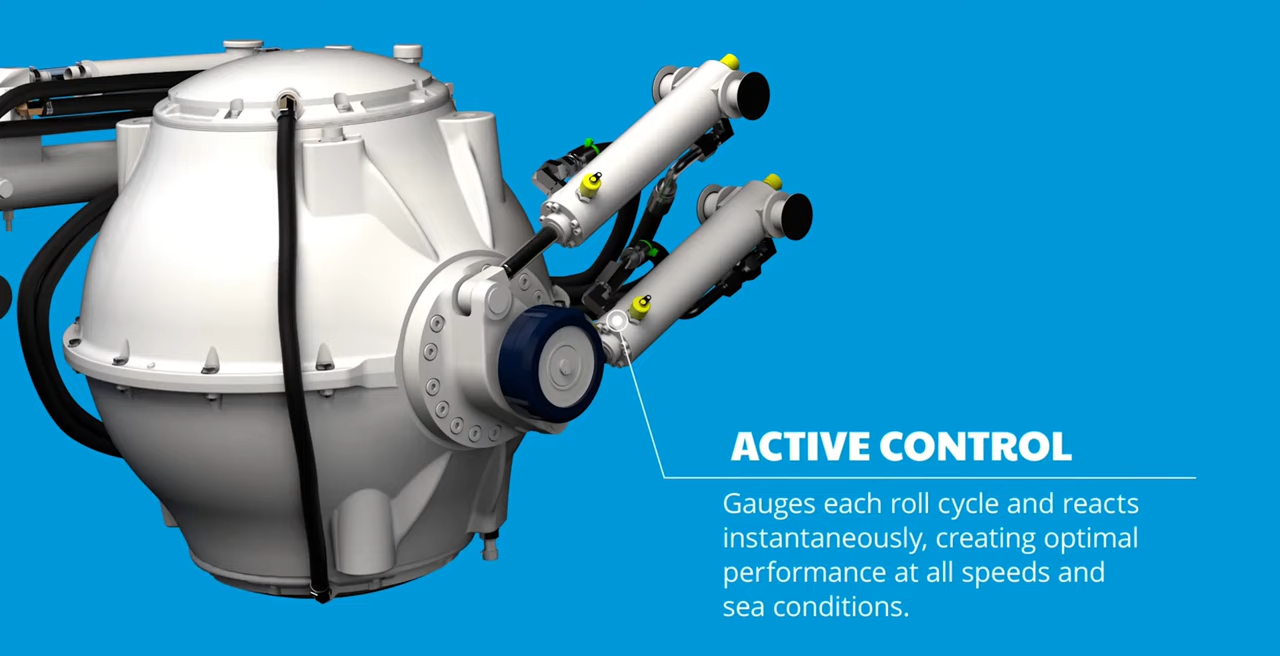 ACTIVE CONTROL
Gauges each roll cycle and reacts
instantaneously, creating optimal
performance at all speeds and
sea conditions.